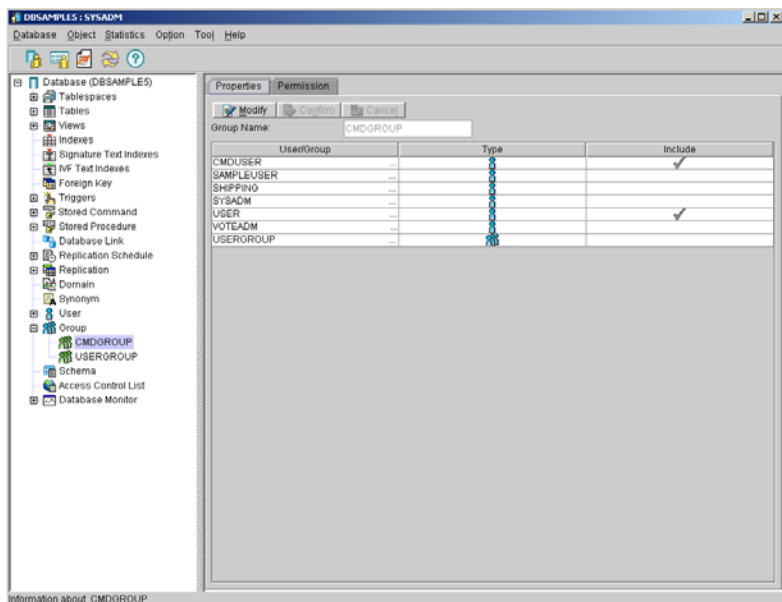 DBSAMPLE5 : SYSADM
Database Object Statistics Option Tool Help
Database (DBSAMPLE5)
Tablespaces
Tables
Views
Indexes
Signature Text Indexes
IVF Text Indexes
Foreign Key
Triggers
Stored Command
Stored Procedure
Database Link
Replication Schedule
Replication
Domain
Synonym
User
Group
CMDGROUP
USERGROUP
Schema
Access Control List
Database Monitor
Properties Permission
Modify Confirm Cancel
Group Name: CMDGROUP
User/Group Type Include
CMDUSER ...
SAMPLEUSER ...
SHIPPING ...
SYSADM ...
USER ...
VOTEADM ...
USERGROUP ...
Information about CMDGROUP